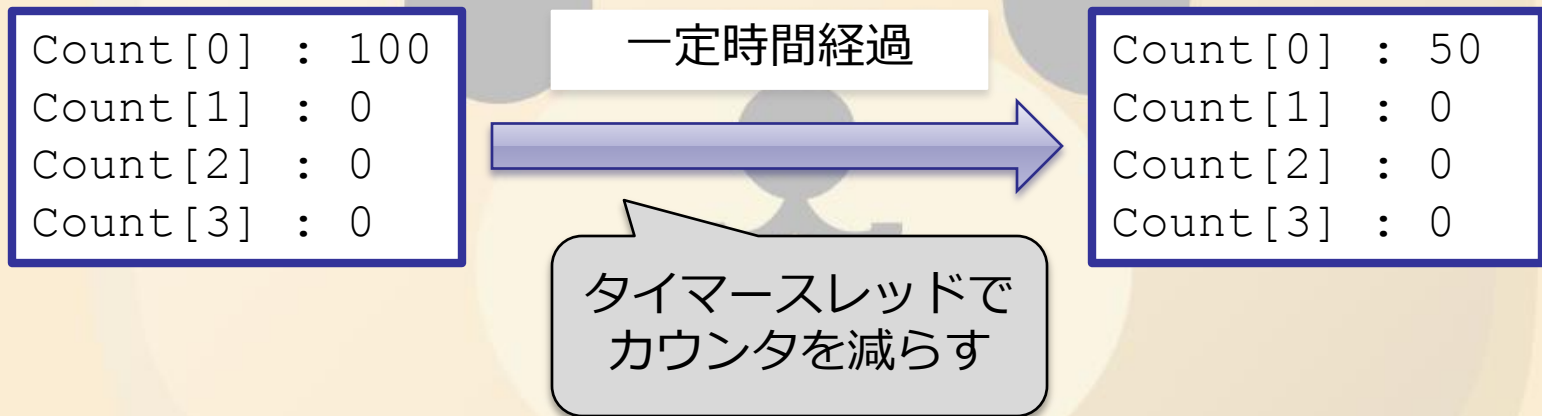 Count[0] : 100
Count[1] : 0
Count[2] : 0
Count[3] : 0
一定時間経過
タイマースレッドで
カウンタを減らす
Count[0] : 50
Count[1] : 0
Count[2] : 0
Count[3] : 0